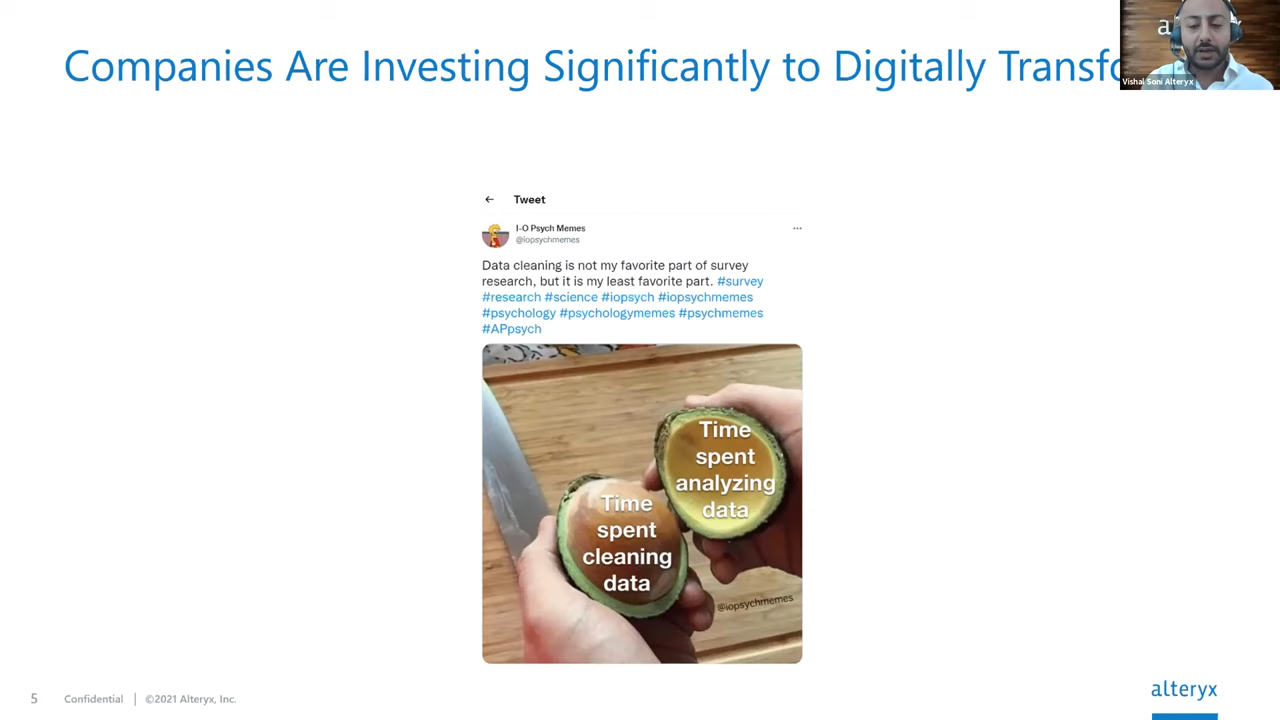 Companies Are Investing Significantly to Digitally Transfo
Vishal Soni Alteryx
Tweet
I-O Psych Memes
@iopsychmemes
Data cleaning is not my favorite part of survey
research, but it is my least favorite part. #survey
#research #science #iopsych #iopsychmemes
#psychology #psychologymemes #psychmemes
#APpsych
Time
spent
analyzing
data
Time
spent
cleaning
data
@iopsychmemes
5
Confidential
©2021 Alteryx, Inc.
alteryx